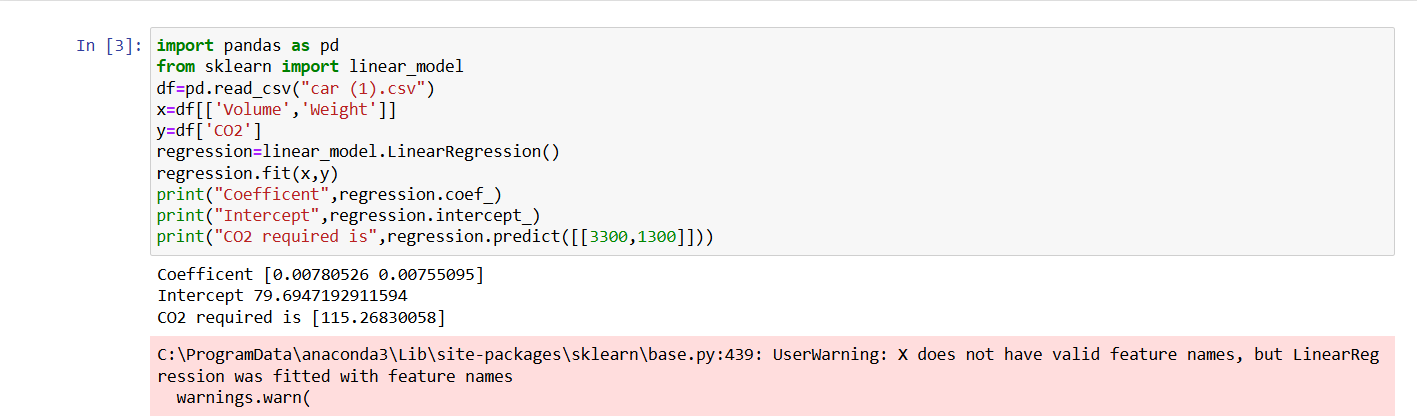 In [3]:
import pandas as pd
from sklearn import linear_model
df=pd.read_csv("car (1).csv")
x=df[['Volume','Weight']]
y=df['CO2']
regression=linear_model.LinearRegression()
regression.fit(x,y)
print("Coefficent",regression.coef_)
print("Intercept",regression.intercept_)
print("CO2 required is",regression.predict([[3300,1300]]))
Coefficent [0.00780526 0.00755095]
Intercept 79.6947192911594
CO2 required is [115.26830058]
C:\ProgramData\anaconda3\Lib\site-packages\sklearn\base.py:439: UserWarning: X does not have valid feature names, but LinearReg
ression was fitted with feature names
  warnings.warn(